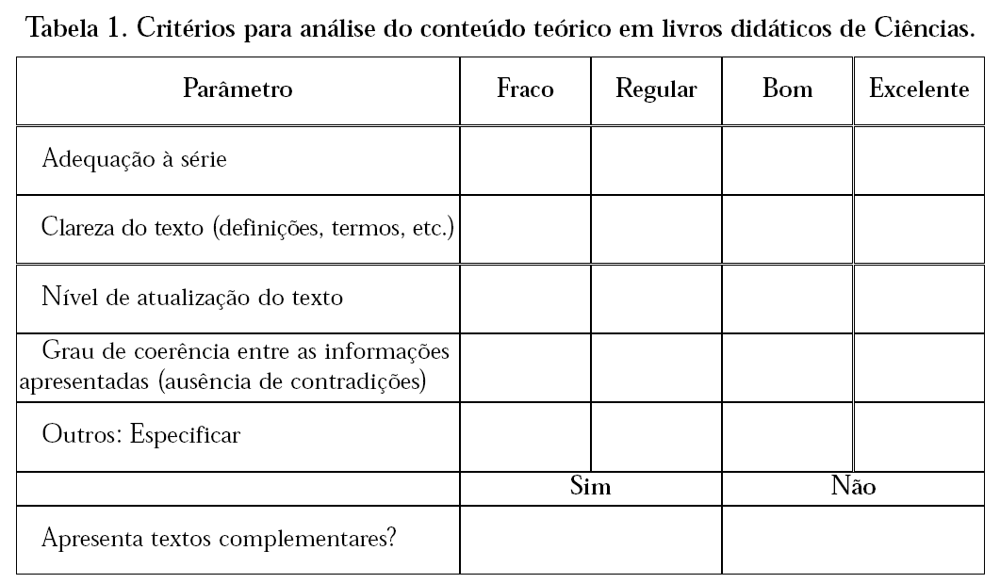 Tabela 1. Critérios para análise do conteúdo teórico em livros didáticos de Ciências.
Parâmetro Fraco Regular Bom Excelente
Adequação à série
Clareza do texto (definições, termos, etc.)
Nível de atualização do texto
Grau de coerência entre as informações
apresentadas (ausência de contradições)
Outros: Especificar
Sim Não
Apresenta textos complementares?